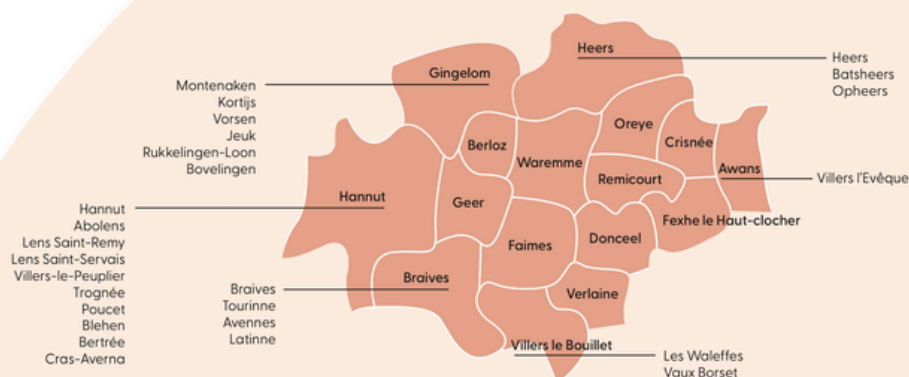 Heers
Gingelom
Heers
Batsheers
Opheers
Montenaken
Kortijs
Vorsen
Jeuk
Rukkelingen-Loon
Bovelingen
Oreye
Crisnée
Berloz
Waremme
Awans
Villers l'Evêque
Remicourt
Hannut
Geer
Hannut
Abolens
Lens Saint-Remy
Lens Saint-Servais
Villers-le-Peuplier
Trognée
Poucet
Blehen
Bertrée
Cras-Averna
Fexhe le Haut-clocher
Donceel
Faimes
Braives
Braives
Tourinne
Avennes
Latinne
Verlaine
Villers le Bouillet
Les Waleffes
Vaux Borset